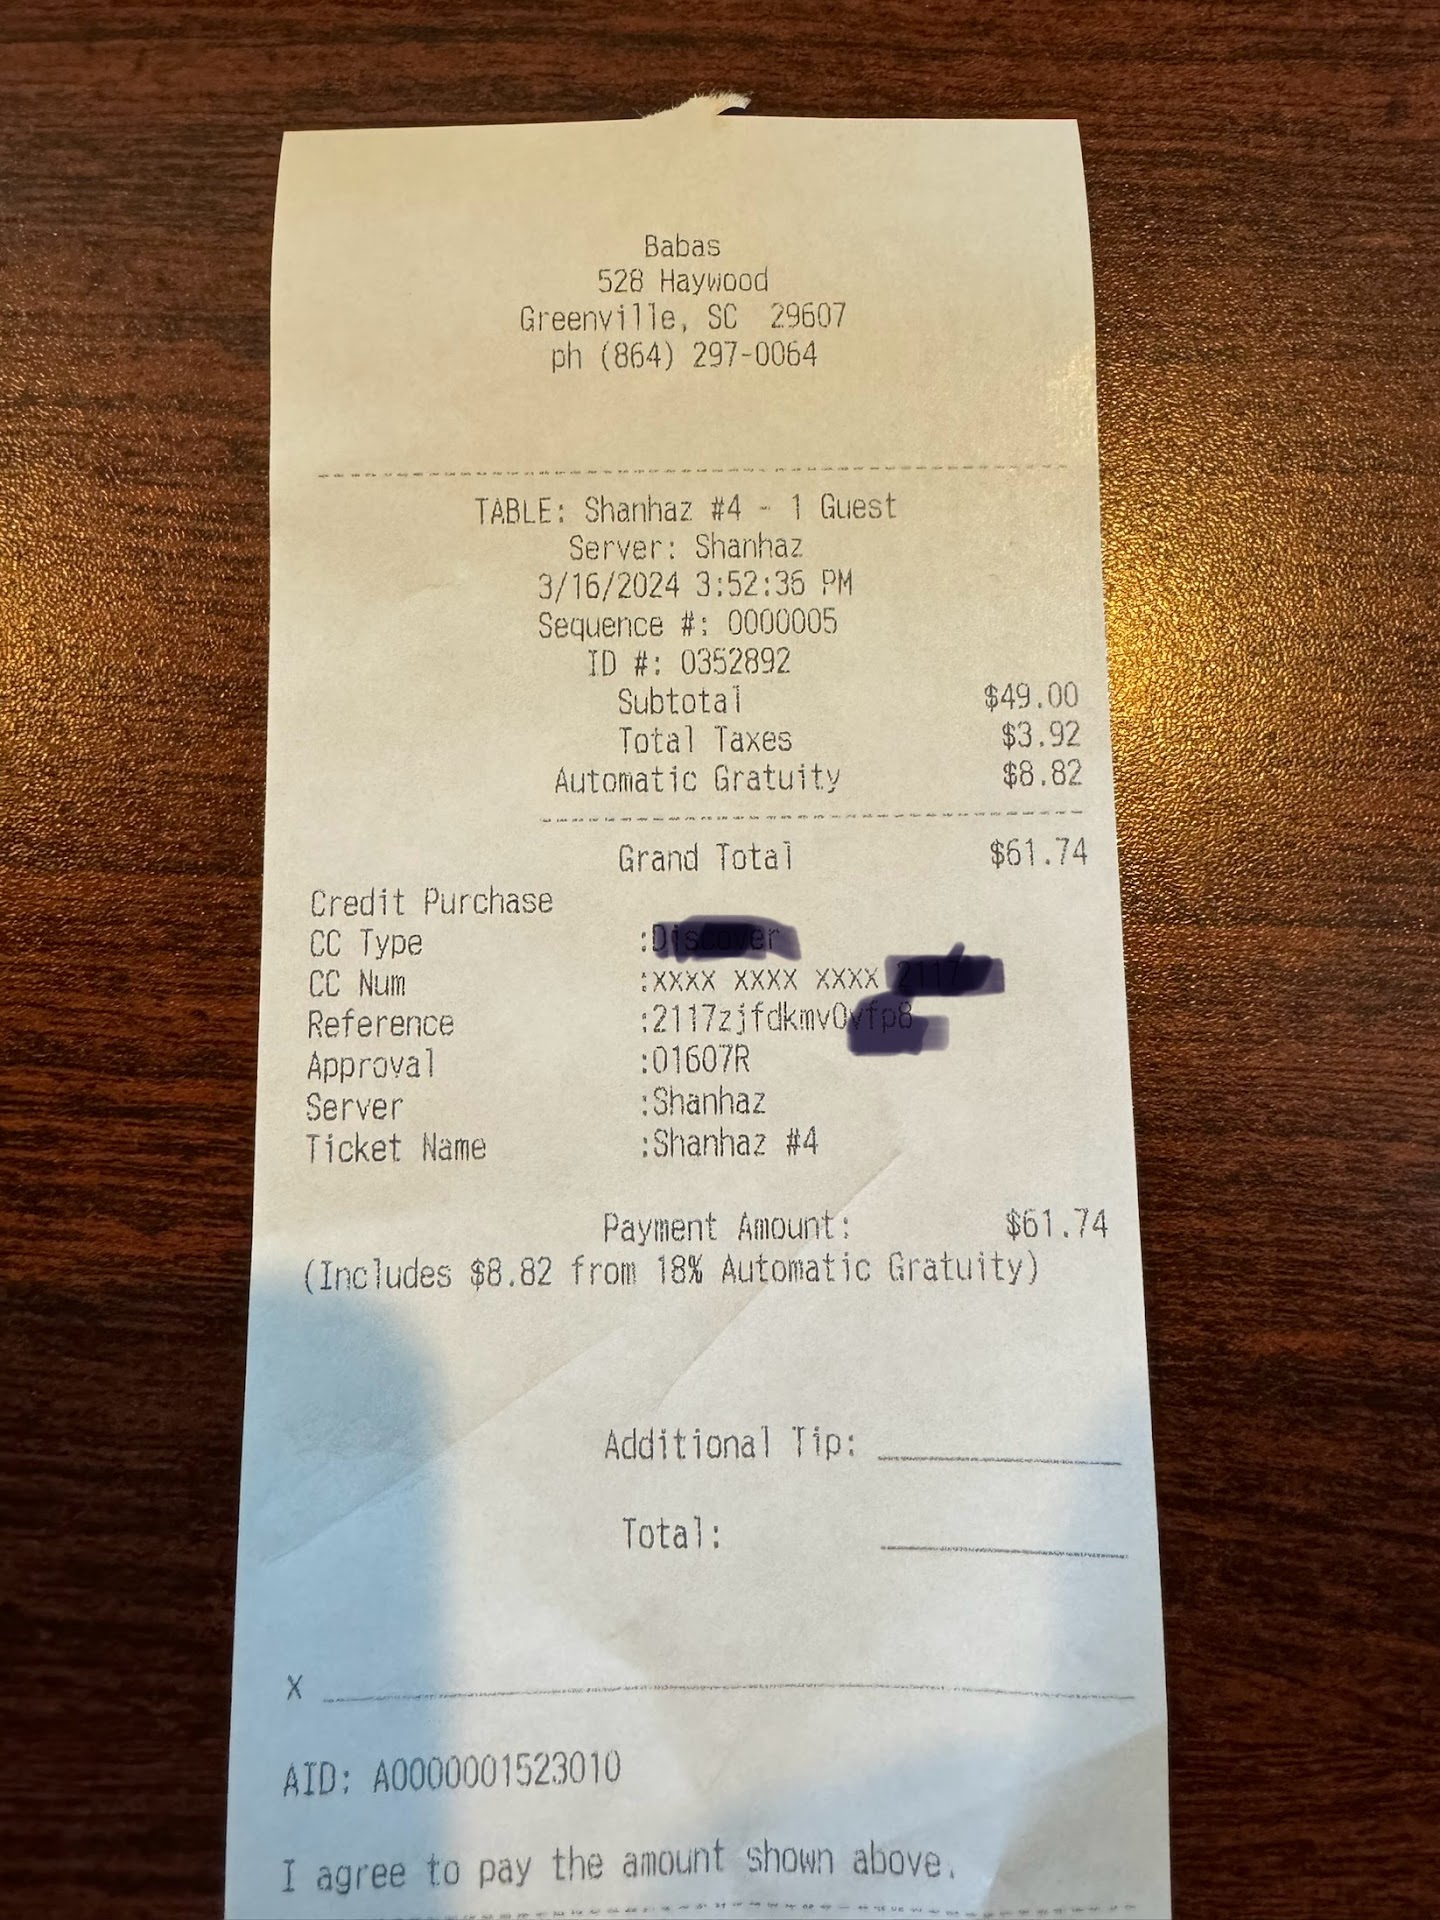 Babas
528 Haywood
Greenville, SC 29607
ph (864) 297-0064
TABLE: Shanhaz #4 - 1 Guest
Server: Shanhaz
3/16/2024 3:52:36 PM
Sequence #: 0000005
ID #: 0352892
Subtotal $49.00
Total Taxes $3.92
Automatic Gratuity $8.82
Grand Total $61.74
Credit Purchase
CC Type :
CC Num :xxxx xxxx xxxx
Reference :2117zjfdkmv0
Approval :01607R
Server :Shanhaz
Ticket Name :Shanhaz #4
Payment Amount: $61.74
(Includes $8.82 from 18% Automatic Gratuity)
Additional Tip:
Total:
X
AID: A0000001523010
I agree to pay the amount shown above.